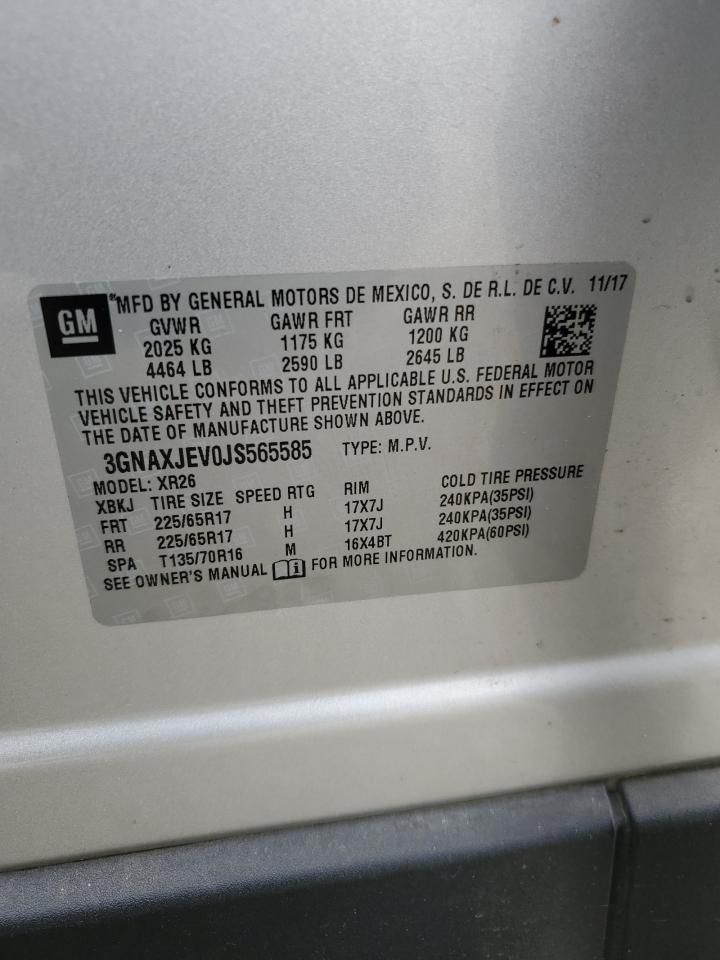 GM
MFD BY GENERAL MOTORS DE MEXICO, S. DE R.L. DE C.V. 11/17
GVWR GAWR FRT GAWR RR
2025 KG 1175 KG 1200 KG
4464 LB 2590 LB 2645 LB
THIS VEHICLE CONFORMS TO ALL APPLICABLE U.S. FEDERAL MOTOR
VEHICLE SAFETY AND THEFT PREVENTION STANDARDS IN EFFECT ON
THE DATE OF MANUFACTURE SHOWN ABOVE.
3GNAXJEV0JS565585 TYPE: M.P.V.
MODEL: XR26
XBKJ TIRE SIZE SPEED RTG RIM COLD TIRE PRESSURE
FRT 225/65R17 H 17X7J 240KPA(35PSI)
RR 225/65R17 H 17X7J 240KPA(35PSI)
SPA T135/70R16 M 16X4BT 420KPA(60PSI)
SEE OWNER'S MANUAL i FOR MORE INFORMATION.